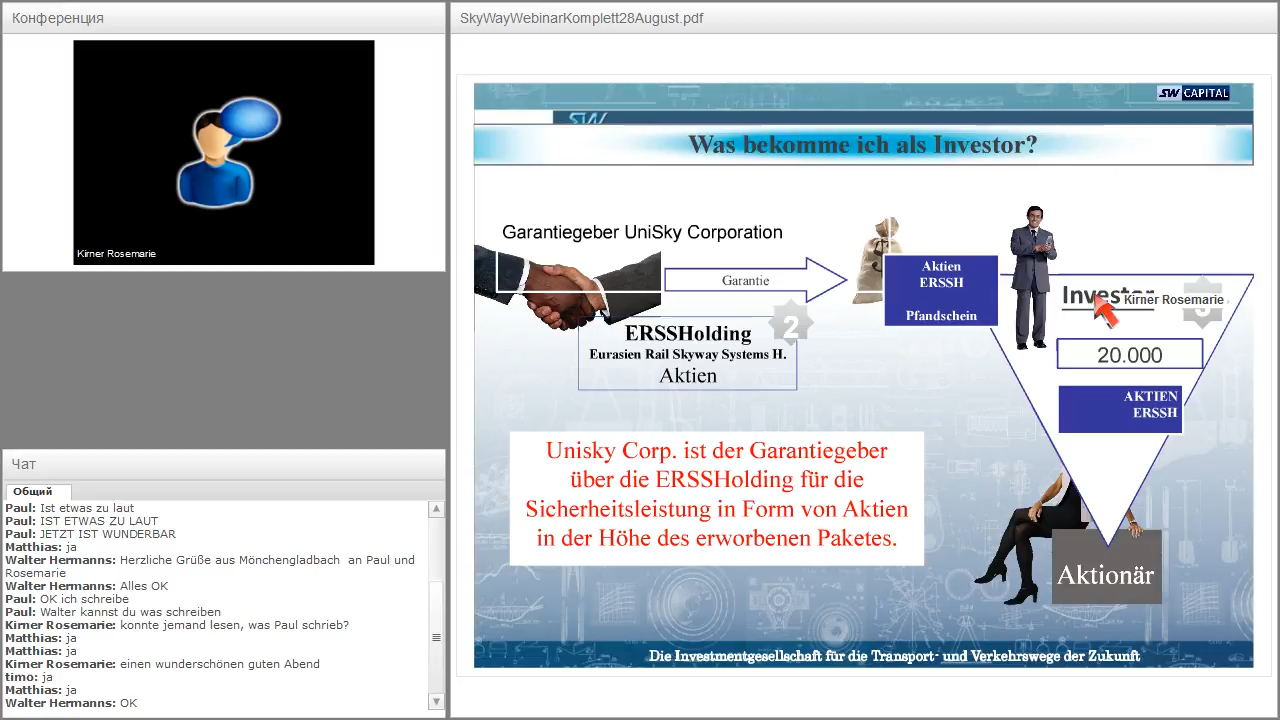 Конференция
Kirner Rosemarie
Чат
Общий
Paul: Ist etwas zu laut
Paul: IST ETWAS ZU LAUT
Paul: JETZT IST WUNDERBAR
Matthias: ja
Walter Hermanns: Herzliche Grüße aus Mönchengladbach an Paul und
Rosemarie
Walter Hermanns: Alles OK
Paul: OK ich schreibe
Paul: Walter kannst du was schreiben
Kirner Rosemarie: konnte jemand lesen, was Paul schrieb?
Matthias: ja
Matthias: ja
Kirner Rosemarie: einen wunderschönen guten Abend
timo: ja
Matthias: ja
Walter Hermanns: OK
SkyWayWebinarKomplett28August.pdf
SW CAPITAL
SW
Was bekomme ich als Investor?
Garantiegeber UniSky Corporation
Garantie
2
ERSSHolding
Eurasien Rail Skyway Systems H.
Aktien
$
Aktien
ERSSH
Pfandschein
Investor
Kirner Rosemarie
20.000
AKTIEN
ERSSH
Unisky Corp. ist der Garantiegeber
über die ERSSHolding für die
Sicherheitsleistung in Form von Aktien
in der Höhe des erworbenen Paketes.
Aktionär
Die Investmentgesellschaft für die Transport- und Verkehrswege der Zukunft